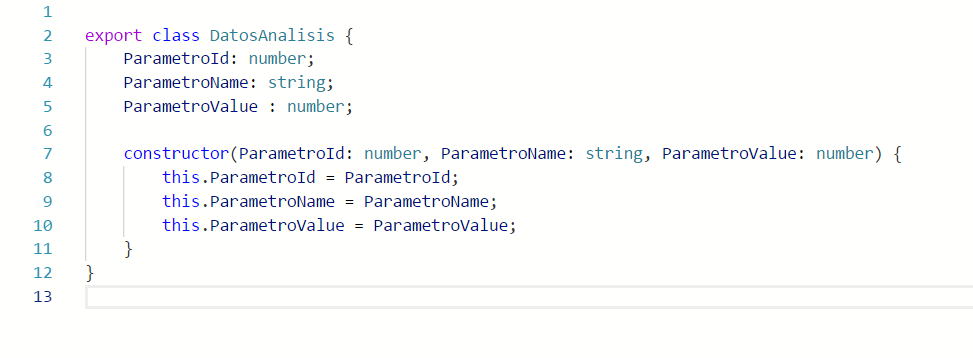 1
2 export class DatosAnalisis {
3     ParametroId: number;
4     ParametroName: string;
5     ParametroValue : number;
6
7     constructor(ParametroId: number, ParametroName: string, ParametroValue: number) {
8         this.ParametroId = ParametroId;
9         this.ParametroName = ParametroName;
10         this.ParametroValue = ParametroValue;
11     }
12 }
13